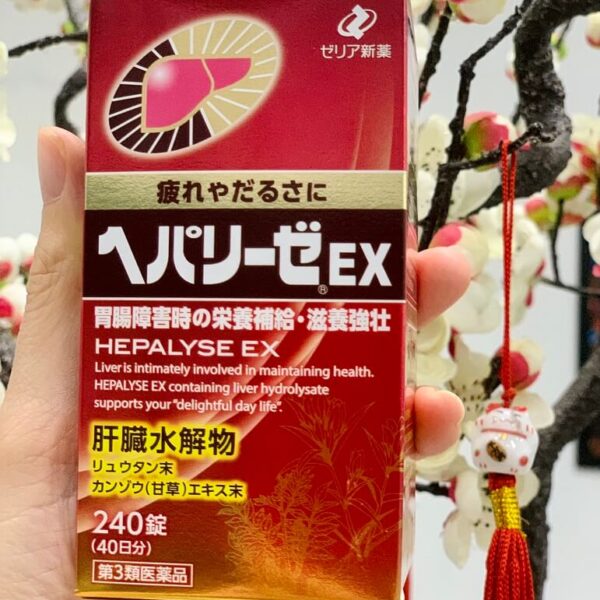 ゼリア新薬
疲れやだるさに
ヘパリーゼEX
®
胃腸障害時の栄養補給・滋養強壮
HEPALYSE EX
Liver is intimately involved in maintaining health.
HEPALYSE EX containing liver hydrolysate
supports your "delightful day life".
肝臓水解物
リュウタン末
カンゾウ(甘草)エキス末
240錠
(40日分)
第3類医薬品